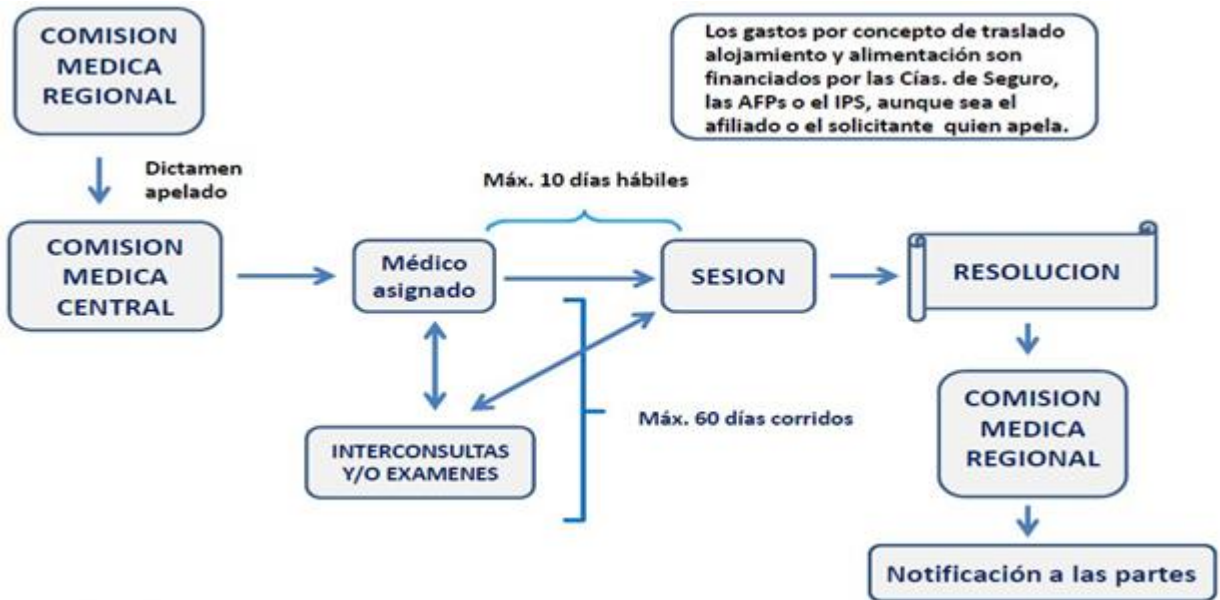 COMISION
MEDICA
REGIONAL
Los gastos por concepto de traslado
alojamiento y alimentación son
financiados por las Cías. de Seguro,
las AFPs o el IPS, aunque sea el
afiliado o el solicitante quien apela.
Dictamen
apelado
Máx. 10 días hábiles
COMISION
MEDICA
CENTRAL
Médico
asignado
SESION
RESOLUCION
INTERCONSULTAS
Y/O EXAMENES
Máx. 60 días corridos
COMISION
MEDICA
REGIONAL
Notificación a las partes